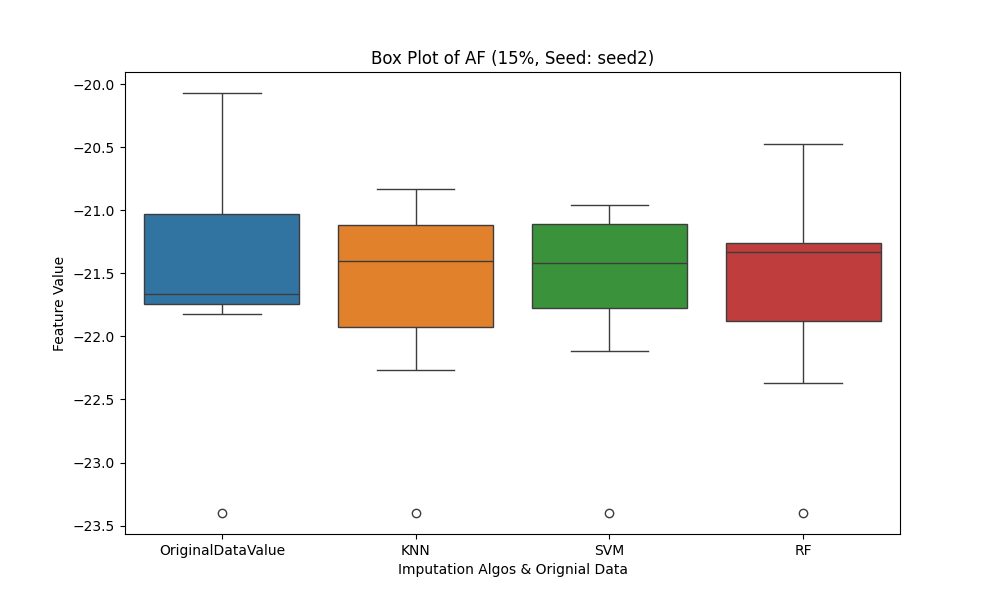 Box Plot of AF (15%, Seed: seed2)
Feature Value
−20.0
−20.5
−21.0
−21.5
−22.0
−22.5
−23.0
−23.5
OriginalDataValue KNN SVM RF
Imputation Algos & Orignial Data